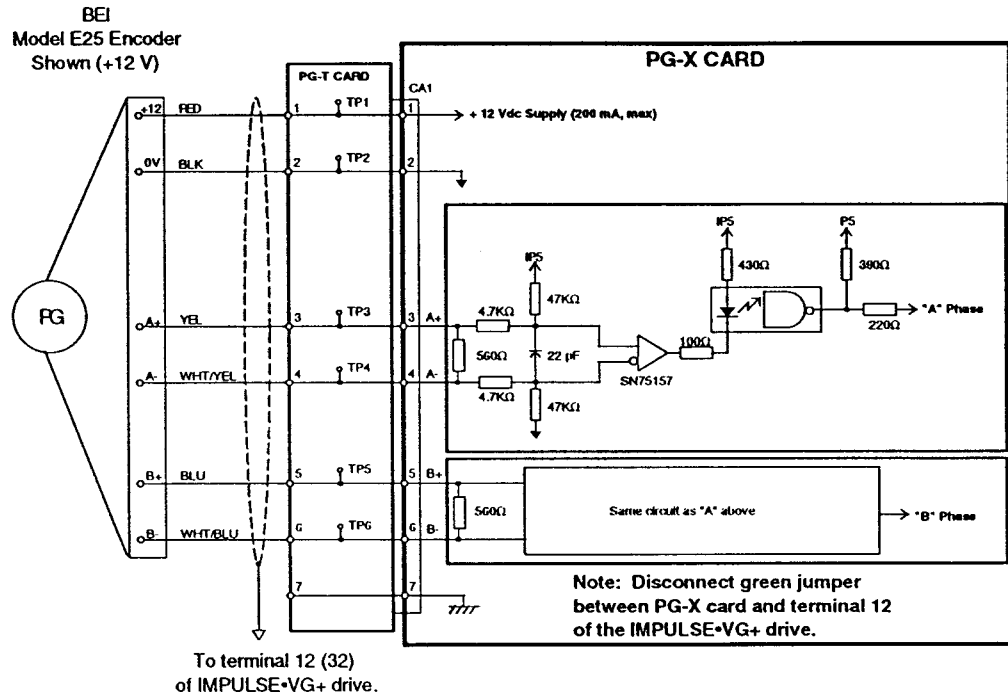 BEI
Model E25 Encoder
Shown (+12 V)
PG-T CARD
PG-X CARD
CA1
+12 RED 1 TP1 1 + 12 Vdc Supply (200 mA, max)
0V BLK 2 TP2 2
IP5 P5
430Ω 390Ω
IP5
47KΩ
PG
A+ YEL 3 TP3 3 A+ 4.7KΩ "A" Phase
220Ω
560Ω 22 pF 100Ω
A- WHT/YEL 4 TP4 4 A- SN75157
4.7KΩ 47KΩ
B+ BLU 5 TP5 5 B+
560Ω Same circuit as "A" above "B" Phase
B- WHT/BLU 6 TP6 6 B-
7 7
Note: Disconnect green jumper
between PG-X card and terminal 12
of the IMPULSE•VG+ drive.
To terminal 12 (32)
of IMPULSE•VG+ drive.